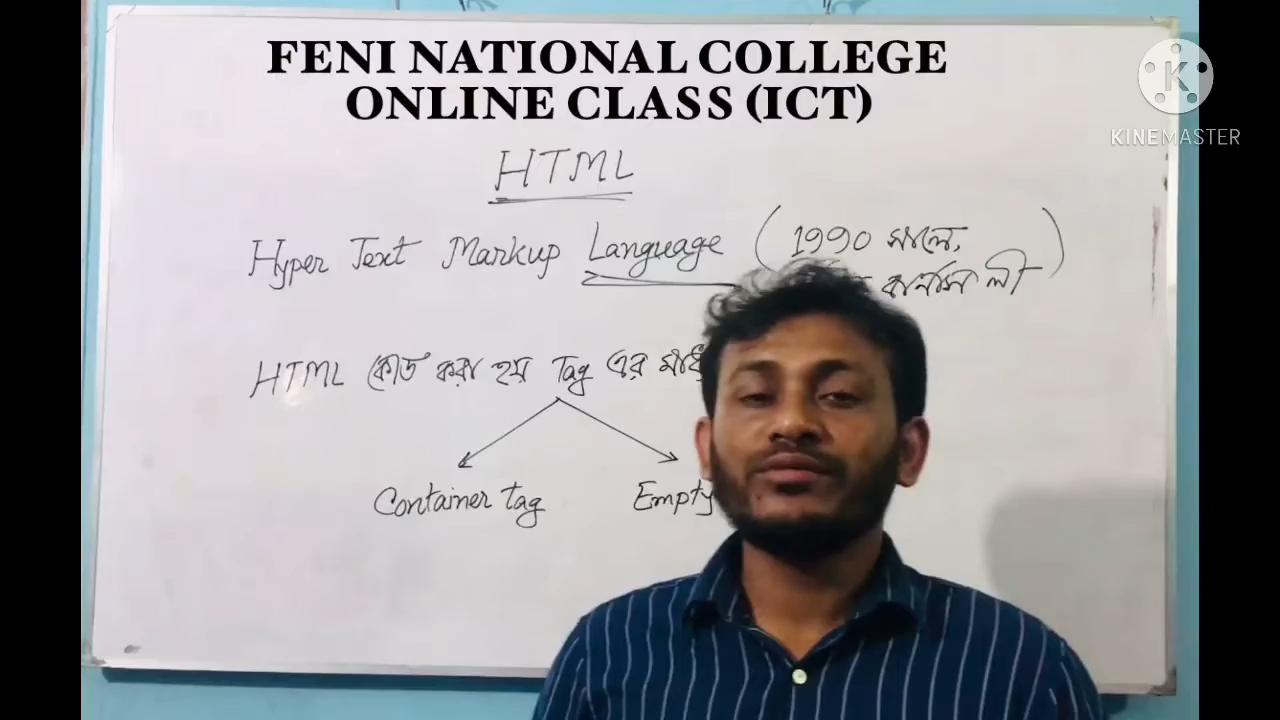 FENI NATIONAL COLLEGE
ONLINE CLASS (ICT)
K
KINEMASTER
HTML
Hyper Text Markup Language (1990 সালে,
HTML কোড করা হয় Tag এর
Container tag
Empty